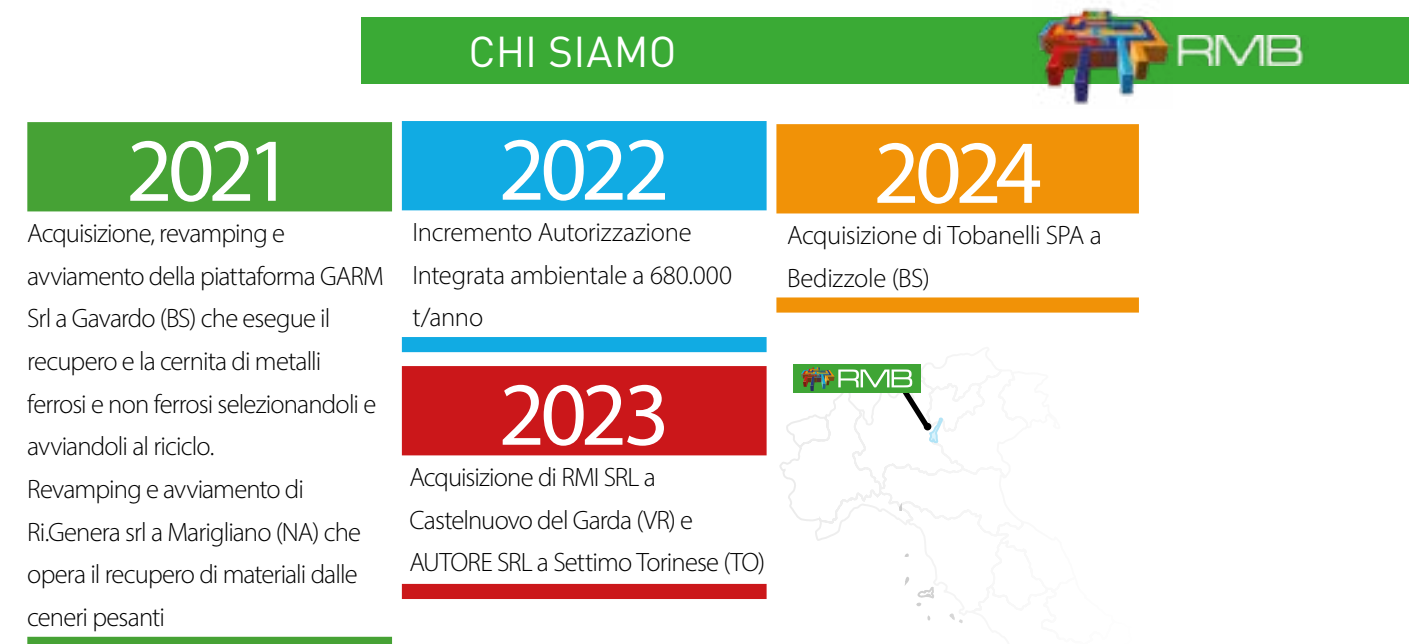 CHI SIAMO
RMB
2021
Acquisizione, revamping e
avviamento della piattaforma GARM
Srl a Gavardo (BS) che esegue il
recupero e la cernita di metalli
ferrosi e non ferrosi selezionandoli e
avviandoli al riciclo.
Revamping e avviamento di
Ri.Genera srl a Marigliano (NA) che
opera il recupero di materiali dalle
ceneri pesanti
2022
Incremento Autorizzazione
Integrata ambientale a 680.000
t/anno
2023
Acquisizione di RMI SRL a
Castelnuovo del Garda (VR) e
AUTORE SRL a Settimo Torinese (TO)
2024
Acquisizione di Tobanelli SPA a
Bedizzole (BS)
RMB